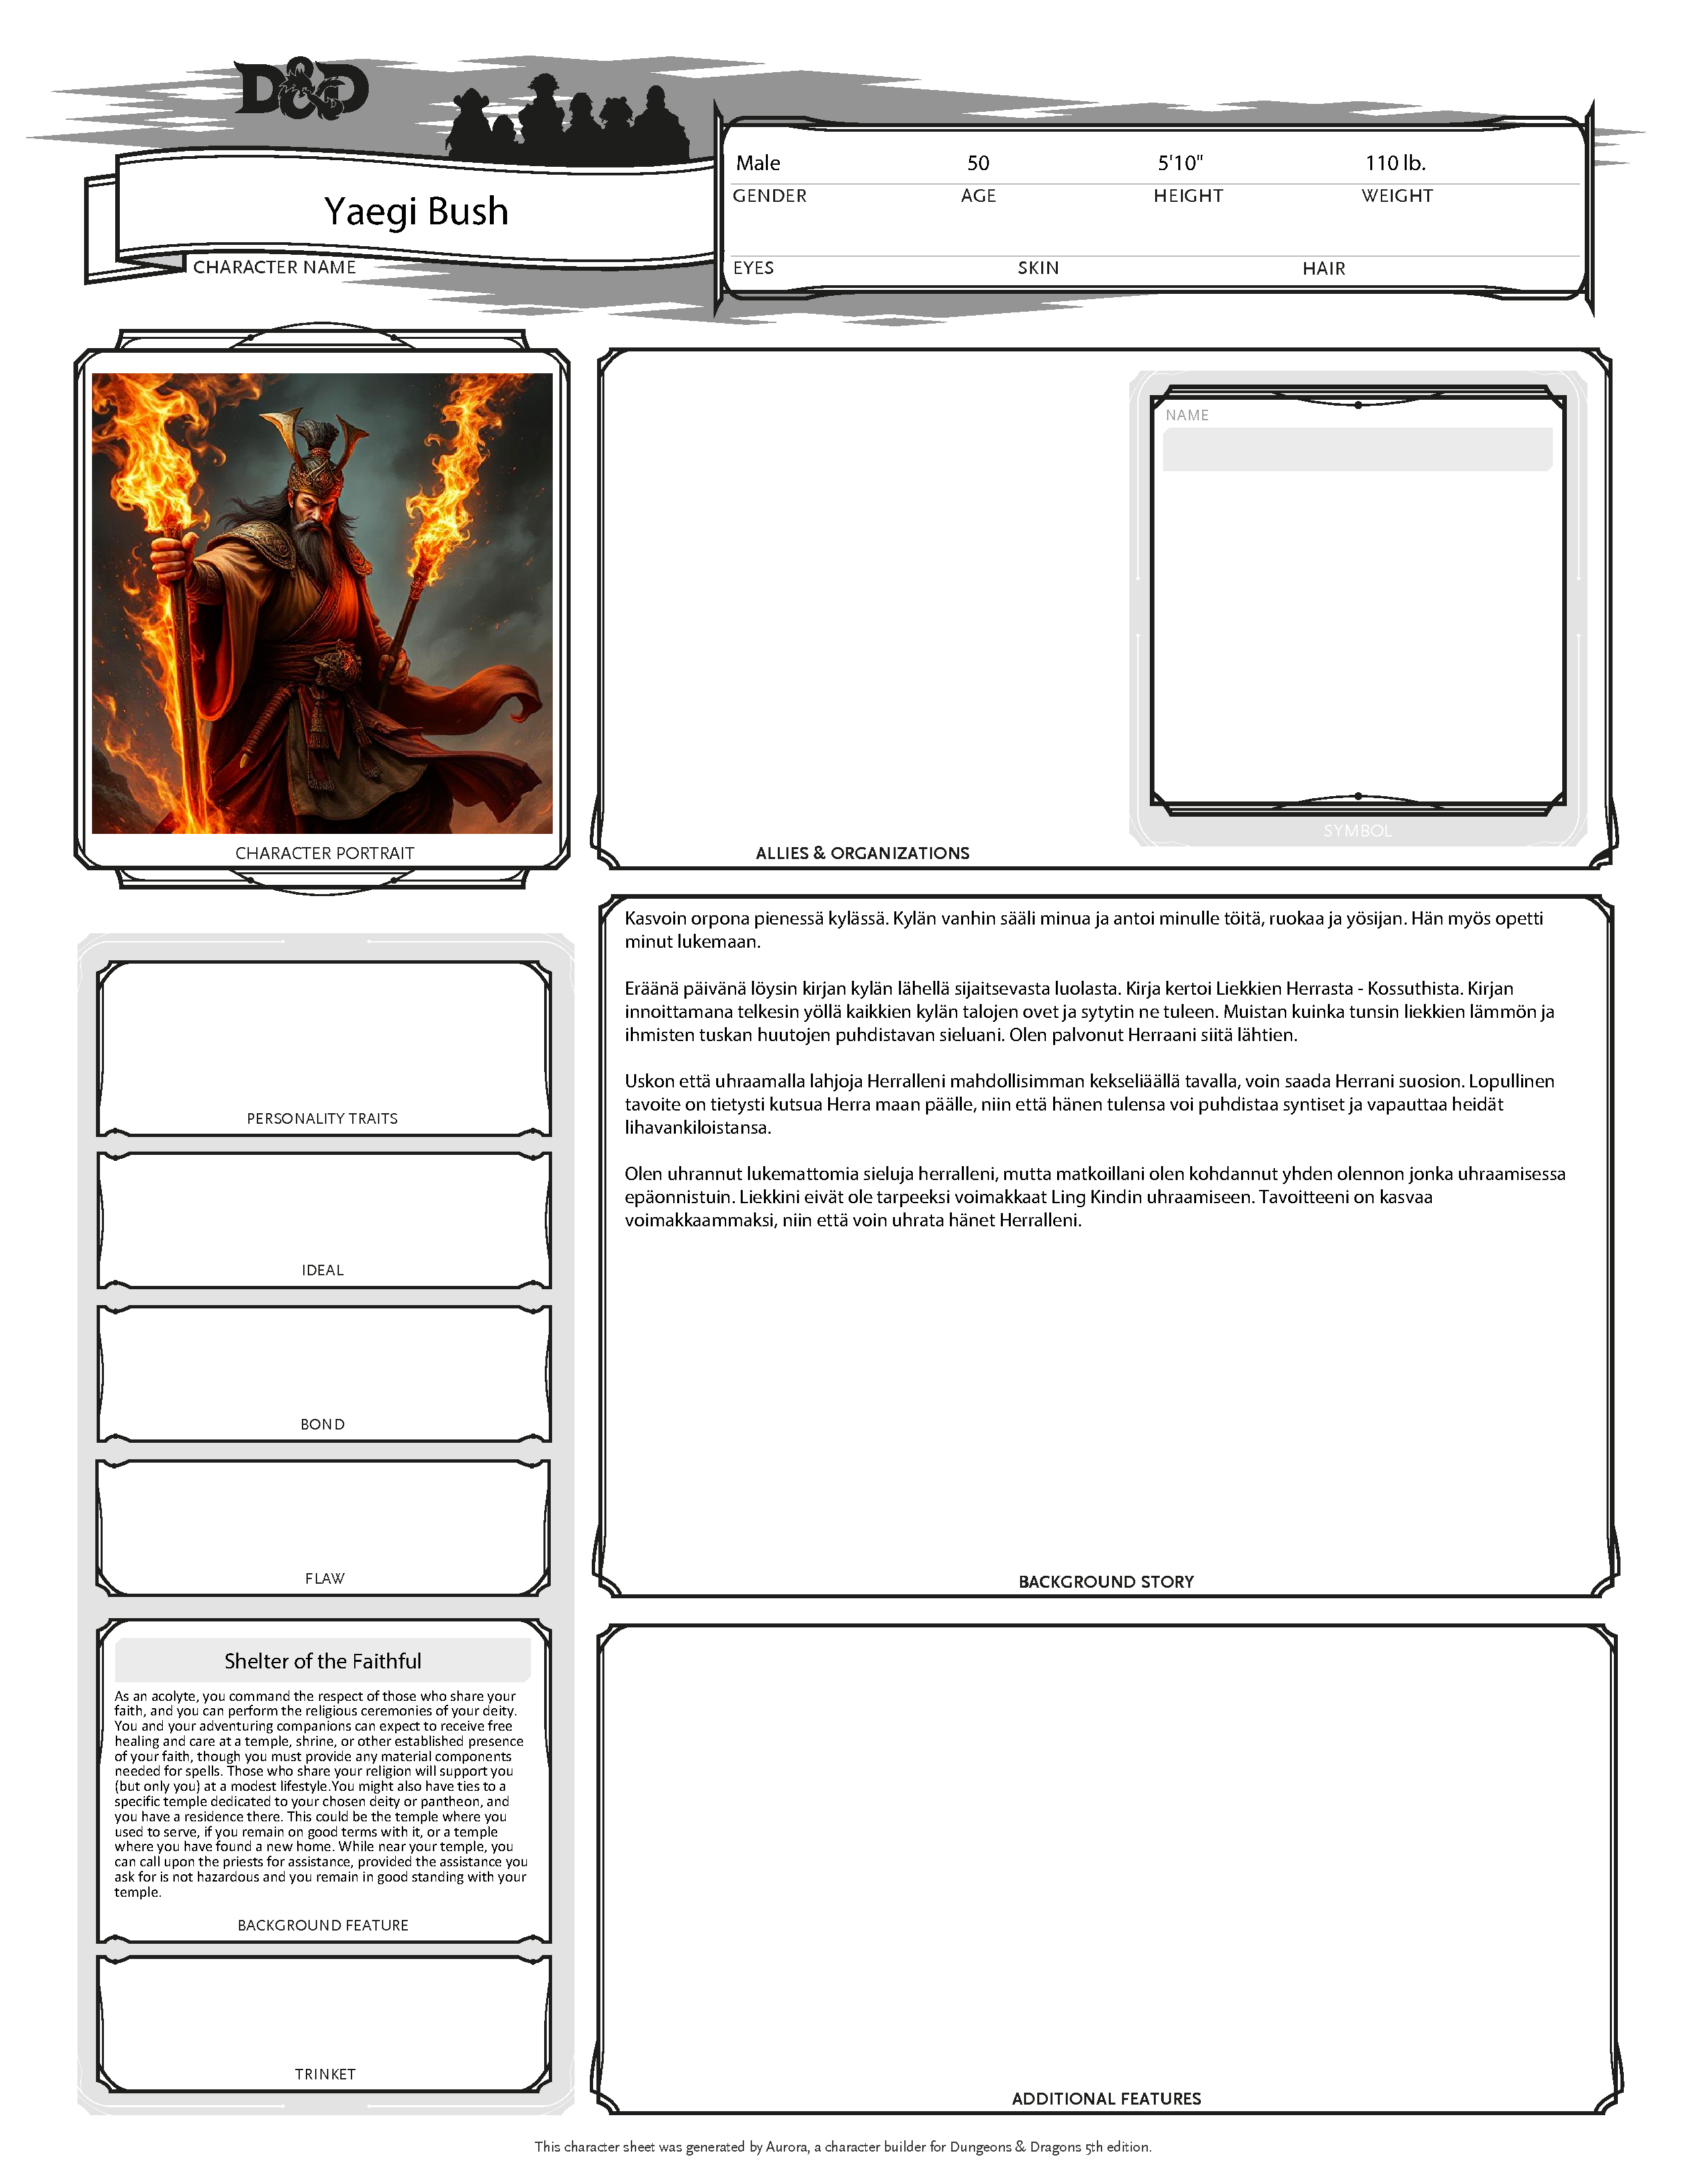 D&D
Male 50 5'10" 110 lb.
GENDER AGE HEIGHT WEIGHT
Yaegi Bush
CHARACTER NAME
EYES SKIN HAIR
CHARACTER PORTRAIT
NAME
SYMBOL
ALLIES & ORGANIZATIONS
Kasvoin orpona pienessä kylässä. Kylän vanhin sääli minua ja antoi minulle töitä, ruokaa ja yösijan. Hän myös opetti
minut lukemaan.
Eräänä päivänä löysin kirjan kylän lähellä sijaitsevasta luolasta. Kirja kertoi Liekkien Herrasta - Kossuthista. Kirjan
innoittamana telkesin yöllä kaikkien kylän talojen ovet ja sytytin ne tuleen. Muistan kuinka tunsin liekkien lämmön ja
ihmisten tuskan huutojen puhdistavan sieluani. Olen palvonut Herraani siitä lähtien.
Uskon että uhraamalla lahjoja Herralleni mahdollisimman kekseliäällä tavalla, voin saada Herrani suosion. Lopullinen
tavoite on tietysti kutsua Herra maan päälle, niin että hänen tulensa voi puhdistaa syntiset ja vapauttaa heidät
lihavankiloistansa.
Olen uhrannut lukemattomia sieluja herralleni, mutta matkoillani olen kohdannut yhden olennon jonka uhraamisessa
epäonnistuin. Liekkini eivät ole tarpeeksi voimakkaat Ling Kindin uhraamiseen. Tavoitteeni on kasvaa
voimakkaammaksi, niin että voin uhrata hänet Herralleni.
BACKGROUND STORY
PERSONALITY TRAITS
IDEAL
BOND
FLAW
Shelter of the Faithful
As an acolyte, you command the respect of those who share your
faith, and you can perform the religious ceremonies of your deity.
You and your adventuring companions can expect to receive free
healing and care at a temple, shrine, or other established presence
of your faith, though you must provide any material components
needed for spells. Those who share your religion will support you
(but only you) at a modest lifestyle.You might also have ties to a
specific temple dedicated to your chosen deity or pantheon, and
you have a residence there. This could be the temple where you
used to serve, if you remain on good terms with it, or a temple
where you have found a new home. While near your temple, you
can call upon the priests for assistance, provided the assistance you
ask for is not hazardous and you remain in good standing with your
temple.
BACKGROUND FEATURE
TRINKET
ADDITIONAL FEATURES
This character sheet was generated by Aurora, a character builder for Dungeons & Dragons 5th edition.